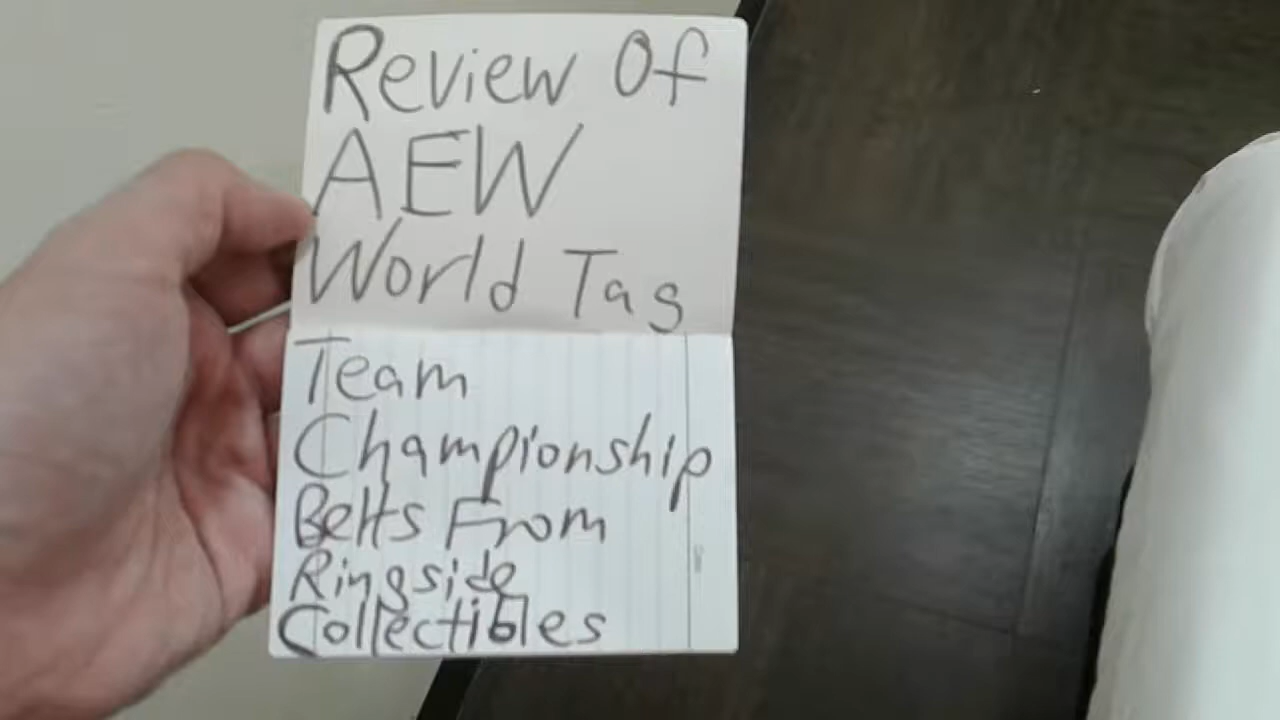 Review Of
AEW
World Tag
Team
Championship
Belts From
Ringside
Collectibles